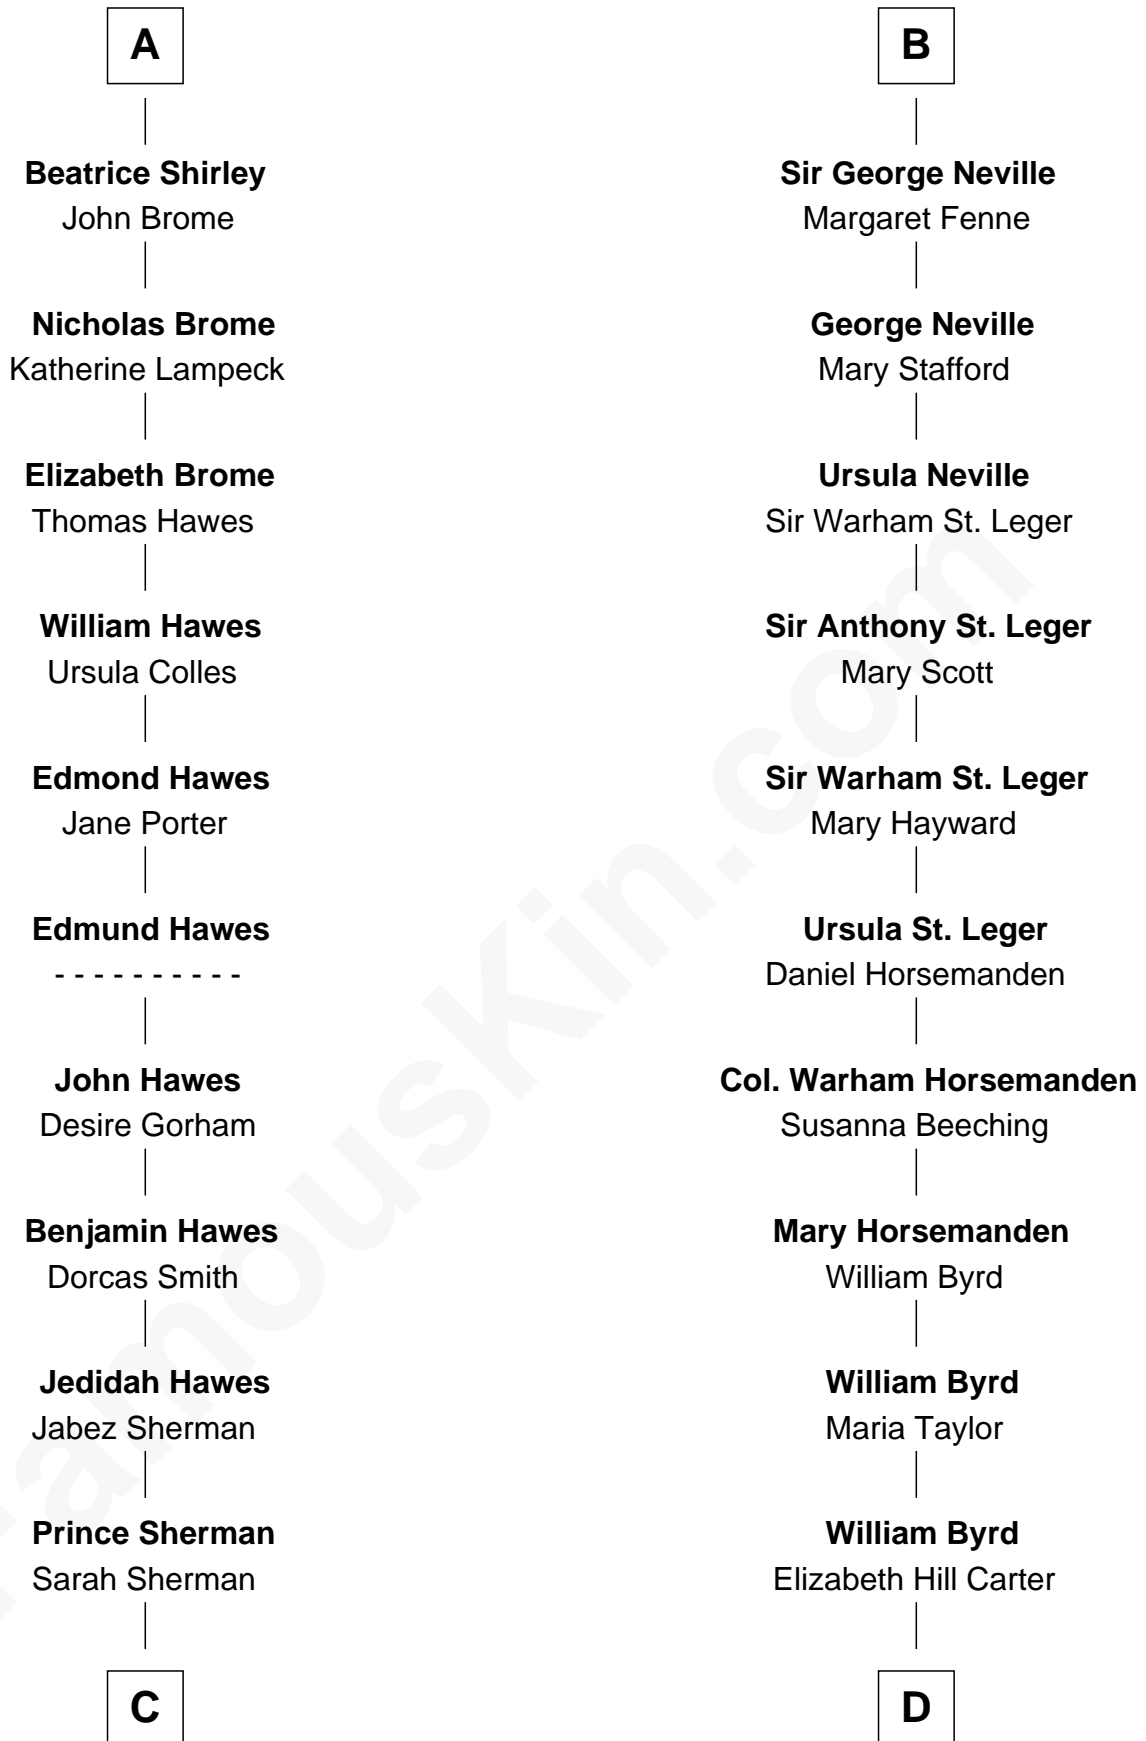 A
Beatrice Shirley
John Brome
Nicholas Brome
Katherine Lampeck
Elizabeth Brome
Thomas Hawes
William Hawes
Ursula Colles
Edmond Hawes
Jane Porter
Edmund Hawes
- - - - - - - - - -
John Hawes
Desire Gorham
Benjamin Hawes
Dorcas Smith
Jedidah Hawes
Jabez Sherman
Prince Sherman
Sarah Sherman
C
B
Sir George Neville
Margaret Fenne
George Neville
Mary Stafford
Ursula Neville
Sir Warham St. Leger
Sir Anthony St. Leger
Mary Scott
Sir Warham St. Leger
Mary Hayward
Ursula St. Leger
Daniel Horsemanden
Col. Warham Horsemanden
Susanna Beeching
Mary Horsemanden
William Byrd
William Byrd
Maria Taylor
William Byrd
Elizabeth Hill Carter
D
FamousKin.com